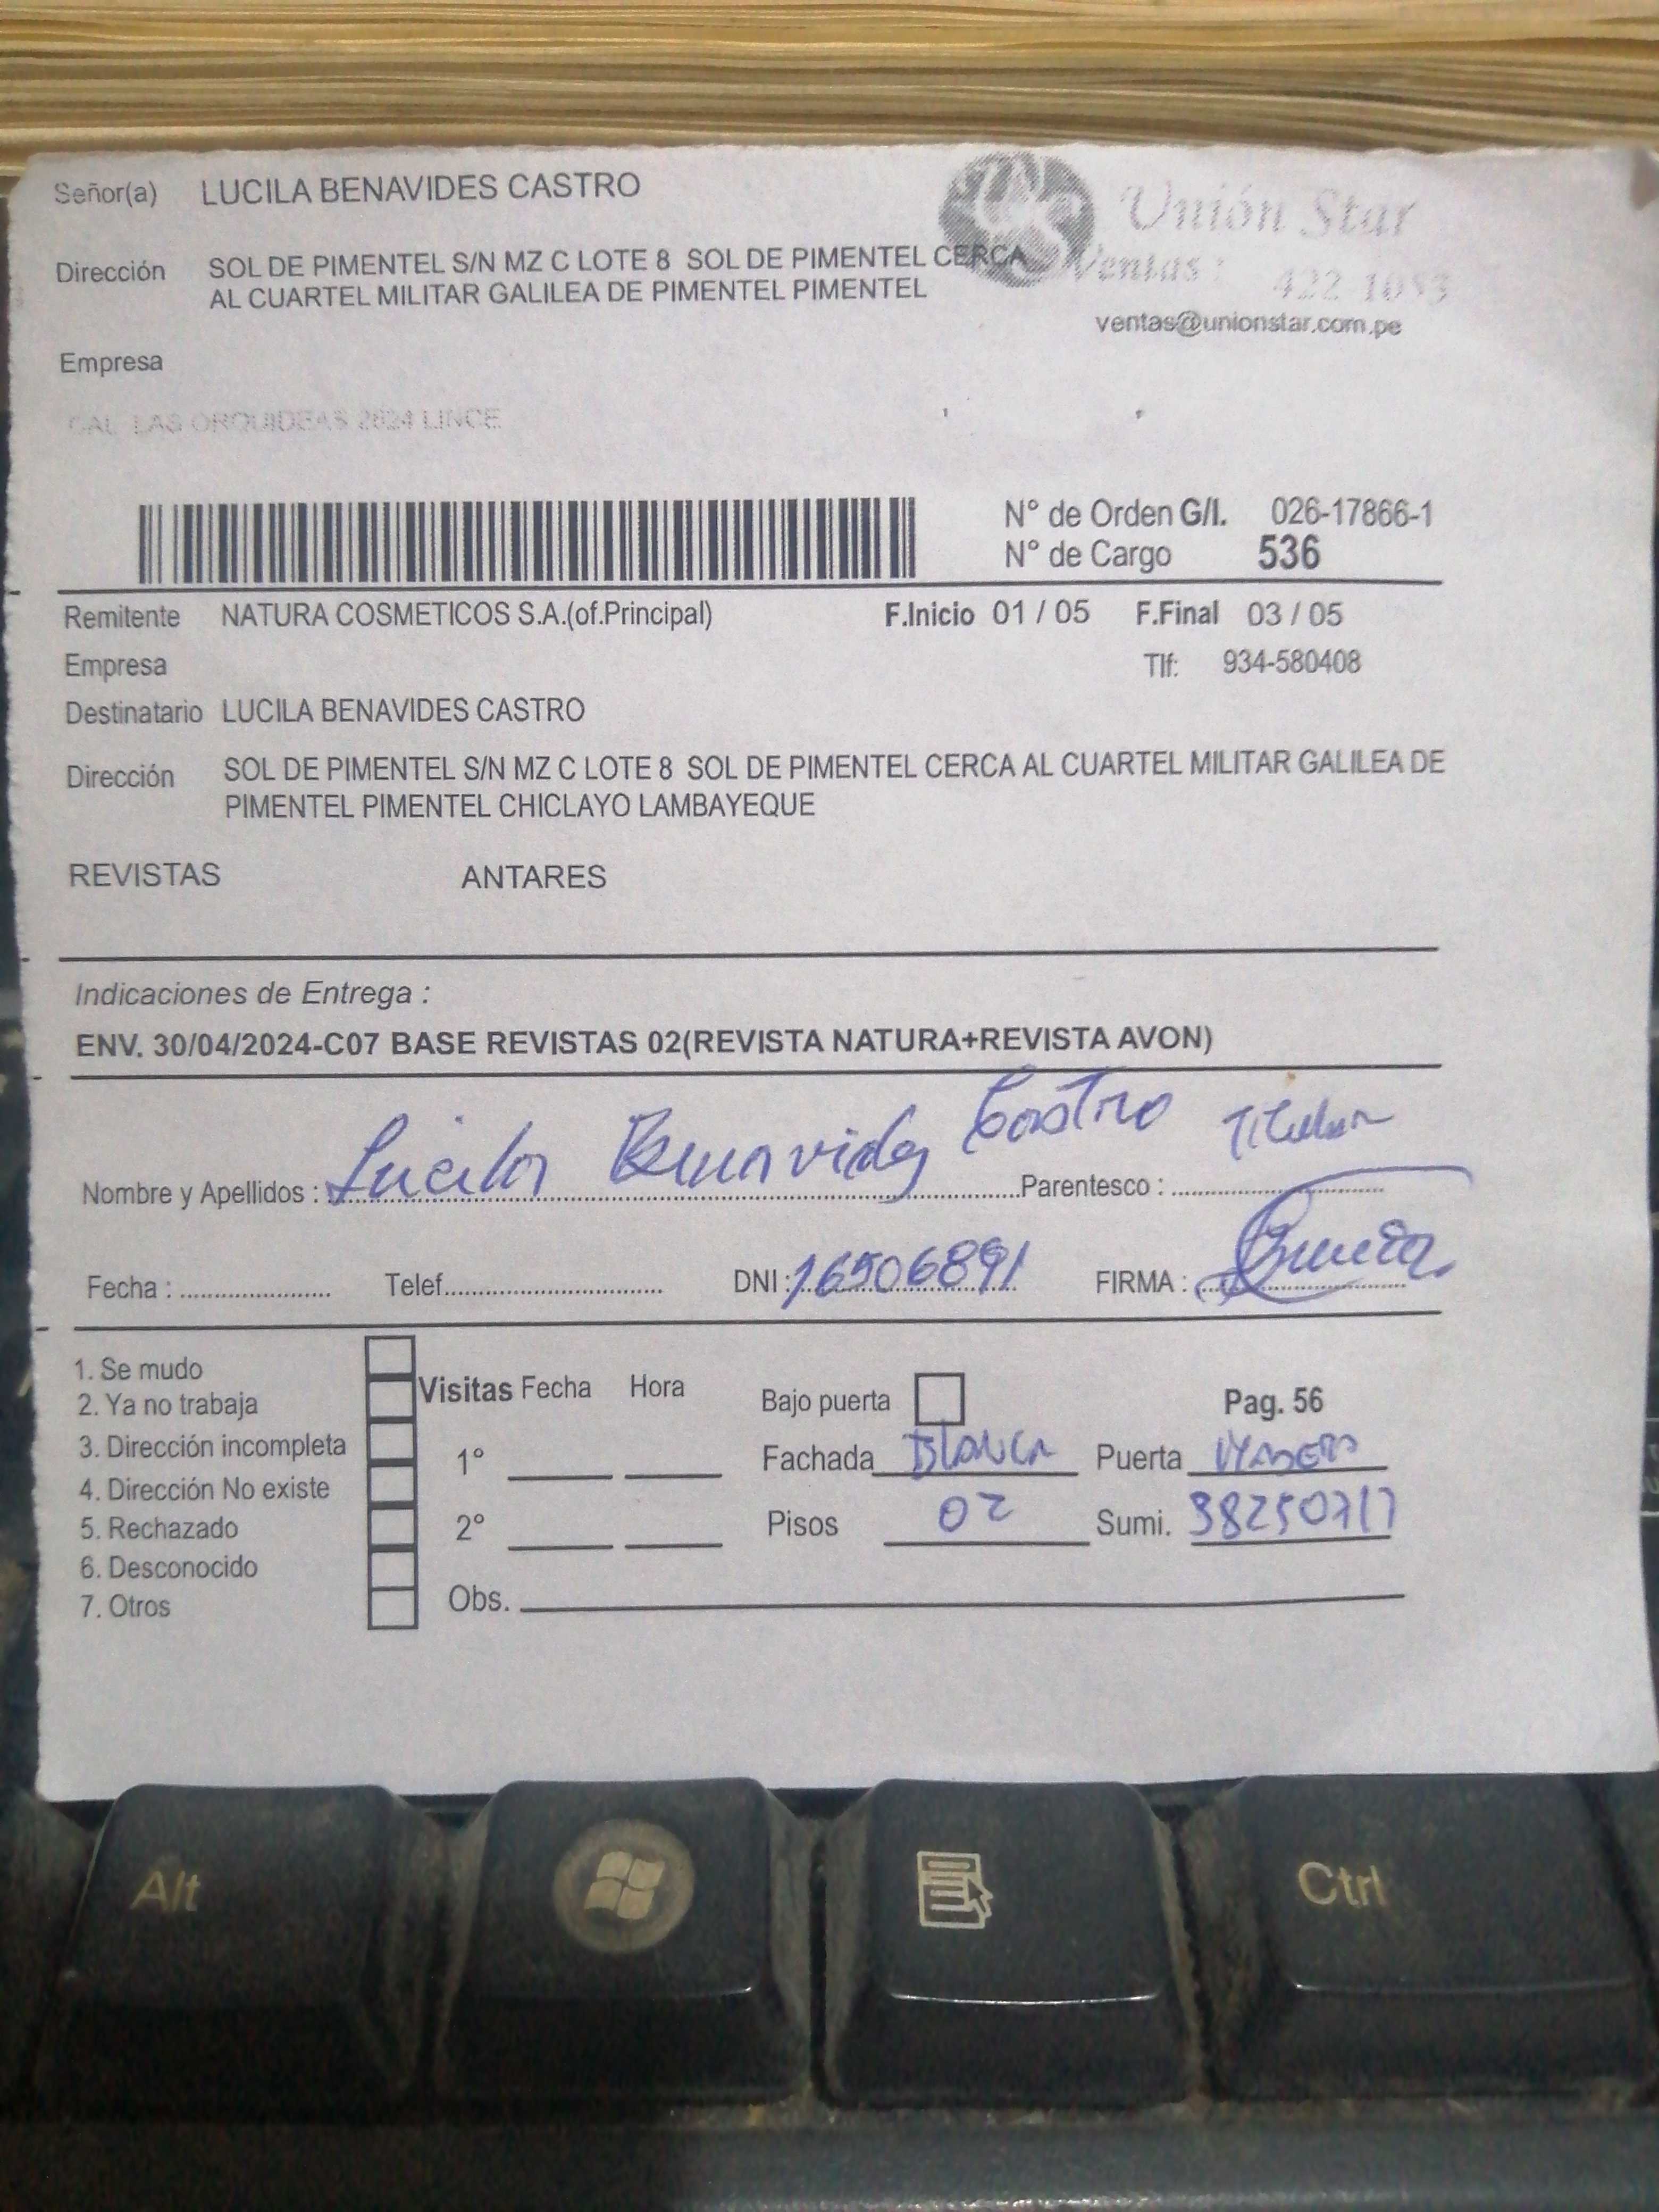 Señor(a) LUCILA BENAVIDES CASTRO
Unión Star
Dirección SOL DE PIMENTEL S/N MZ C LOTE 8 SOL DE PIMENTEL CERCA
AL CUARTEL MILITAR GALILEA DE PIMENTEL PIMENTEL
Ventas: 422 1053
ventas@unionstar.com.pe
Empresa
CAL LAS ORQUIDEAS 2624 LINCE
N° de Orden G/I. 026-17866-1
N° de Cargo 536
Remitente NATURA COSMETICOS S.A.(of.Principal) F.Inicio 01 / 05 F.Final 03 / 05
Empresa Tlf: 934-580408
Destinatario LUCILA BENAVIDES CASTRO
Dirección SOL DE PIMENTEL S/N MZ C LOTE 8 SOL DE PIMENTEL CERCA AL CUARTEL MILITAR GALILEA DE
PIMENTEL PIMENTEL CHICLAYO LAMBAYEQUE
REVISTAS ANTARES
Indicaciones de Entrega :
ENV. 30/04/2024-C07 BASE REVISTAS 02(REVISTA NATURA+REVISTA AVON)
Nombre y Apellidos : Lucila Benavides Castro Parentesco : Titular
Fecha : Telef. DNI : 16506891 FIRMA :
1. Se mudo
2. Ya no trabaja
3. Dirección incompleta
4. Dirección No existe
5. Rechazado
6. Desconocido
7. Otros
Visitas Fecha Hora
1°
2°
Obs.
Bajo puerta Pag. 56
Fachada BLANCA Puerta
Pisos 02 Sumi. 38250717
Alt
Ctrl